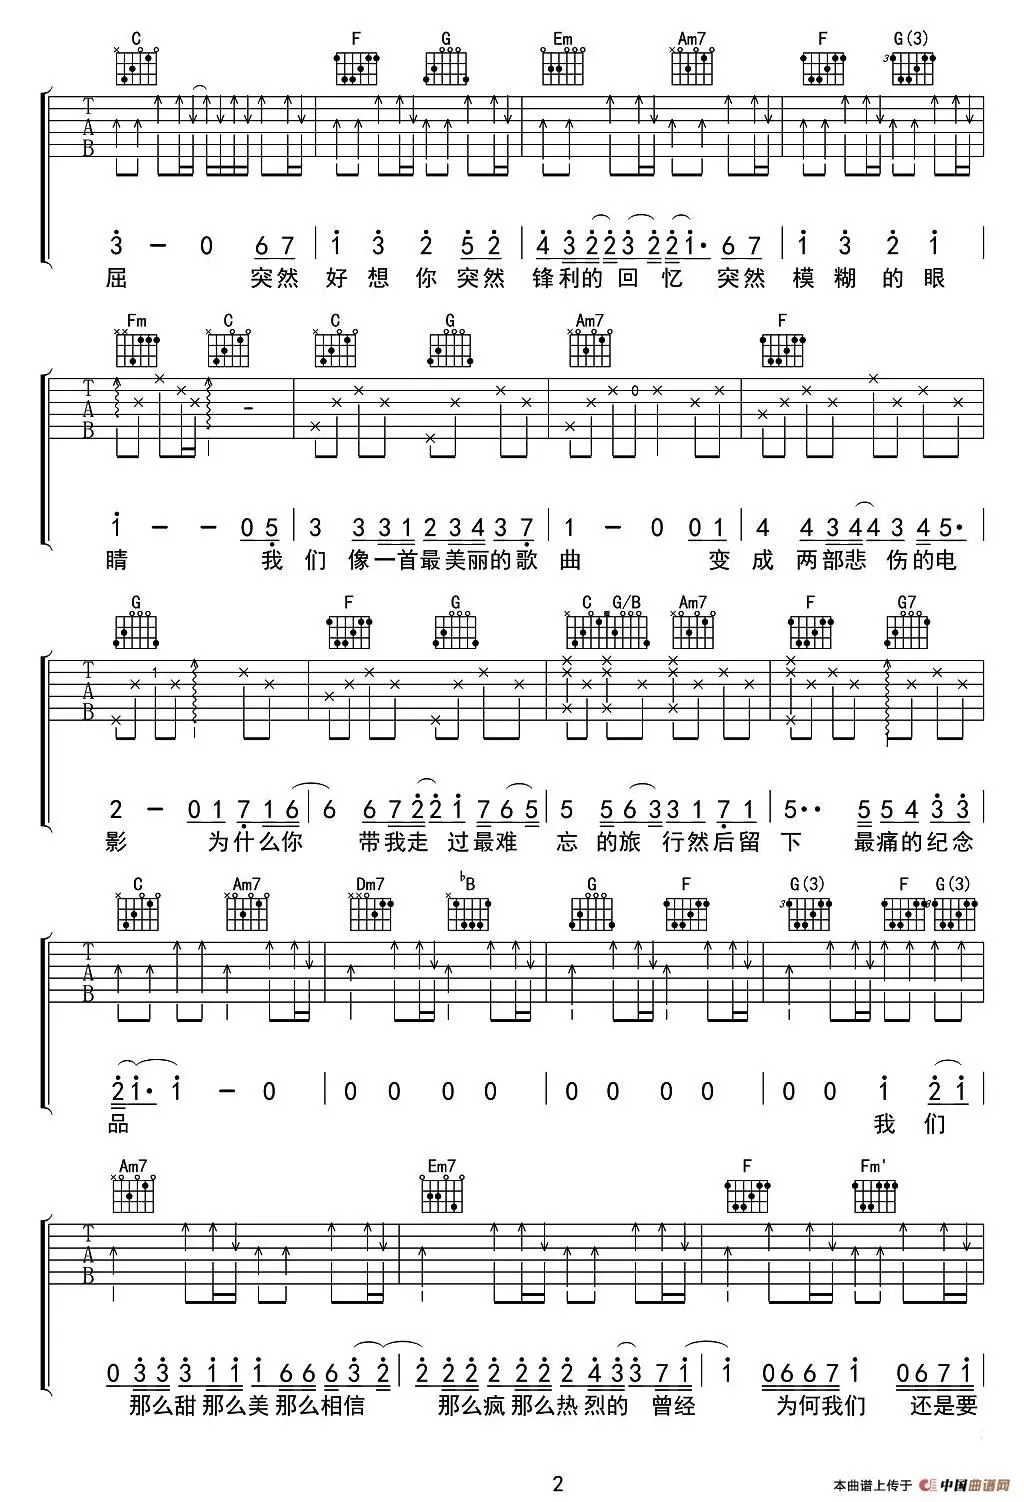 C F G Em Am7 F G(3)
T A B
3 - 0 6 7 | 1 3 2 5 2 | 4 3 2 2 3 2 2 1 · 6 7 | 1 3 2 1 |
屈 突然 好 想 你 突然 锋利的 回 忆 突然 模 糊 的 眼
Fm C C G Am7 F
T A B
1 - - 0 5 | 3 3 3 1 2 3 4 3 7 | 1 - 0 0 1 | 4 4 3 4 4 3 4 5 · |
睛 我 们 像一首最美丽的歌 曲 变 成 两部悲 伤的电
G F G C G/B Am7 F G7
T A B
2 - 0 1 7 1 6 | 6 6 7 2 2 1 7 6 5 | 5 5 6 3 3 1 7 1 | 5 · · 5 5 4 3 3 |
影 为什么你 带我走 过最难 忘 的旅 行然后留 下 最痛的纪念
C Am7 Dm7 ♭B G F G(3) F G(3)
T A B
2 1 · 1 - 0 | 0 0 0 0 | 0 0 0 0 | 0 0 1 2 1 |
品 我 们
Am7 Em7 F Fm'
T A B
0 3 3 3 1 1 1 6 6 6 3 2 | 2 2 2 2 2 2 2 2 4 3 3 7 1 | 1 0 6 6 7 1 0 6 7 1 |
那么甜 那么美 那么相信 那么疯 那么热 烈的 曾经 为何我们 还是要
2
本曲谱上传于 中国曲谱网